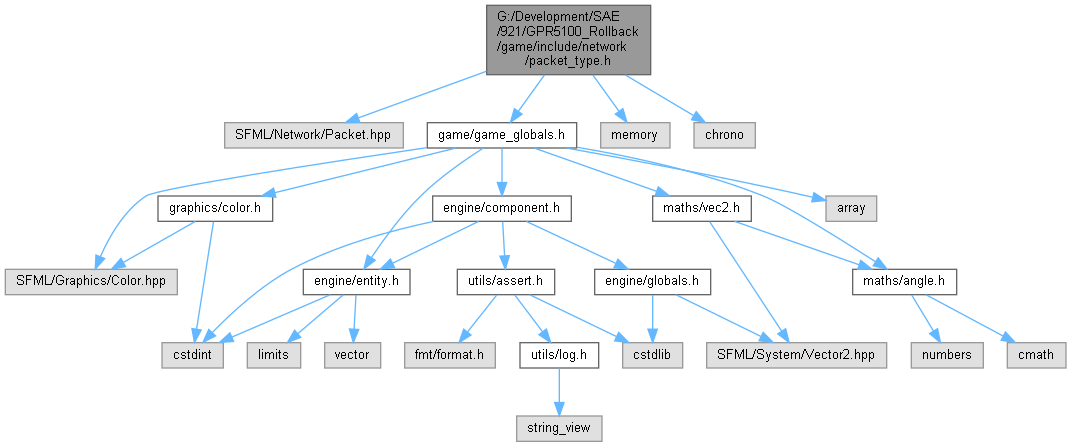 G:/Development/SAE
/921/GPR5100_Rollback
/game/include/network
/packet_type.h
SFML/Network/Packet.hpp
game/game_globals.h
memory
chrono
graphics/color.h
engine/component.h
maths/vec2.h
array
SFML/Graphics/Color.hpp
engine/entity.h
utils/assert.h
engine/globals.h
maths/angle.h
cstdint
limits
vector
fmt/format.h
utils/log.h
cstdlib
SFML/System/Vector2.hpp
numbers
cmath
string_view